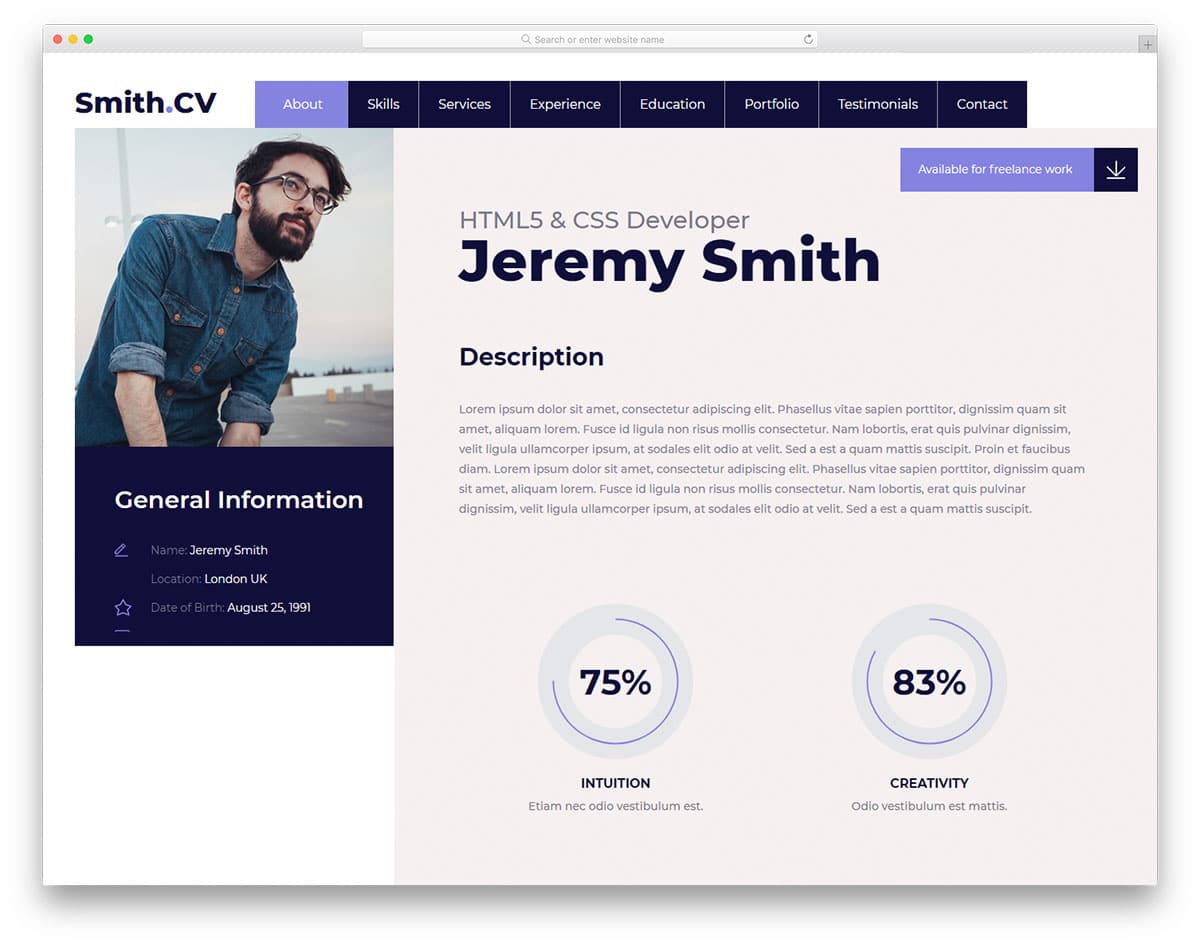 Search or enter website name
Smith.CV
About
Skills
Services
Experience
Education
Portfolio
Testimonials
Contact
Available for freelance work
HTML5 & CSS Developer
Jeremy Smith
Description
Lorem ipsum dolor sit amet, consectetur adipiscing elit. Phasellus vitae sapien porttitor, dignissim quam sit
amet, aliquam lorem. Fusce id ligula non risus mollis consectetur. Nam lobortis, erat quis pulvinar dignissim,
velit ligula ullamcorper ipsum, at sodales elit odio at velit. Sed a est a quam mattis suscipit. Proin et faucibus
diam. Lorem ipsum dolor sit amet, consectetur adipiscing elit. Phasellus vitae sapien porttitor, dignissim quam
sit amet, aliquam lorem. Fusce id ligula non risus mollis consectetur. Nam lobortis, erat quis pulvinar
dignissim, velit ligula ullamcorper ipsum, at sodales elit odio at velit. Sed a est a quam mattis suscipit.
General Information
Name: Jeremy Smith
Location: London UK
Date of Birth: August 25, 1991
75%
INTUITION
Etiam nec odio vestibulum est.
83%
CREATIVITY
Odio vestibulum est mattis.